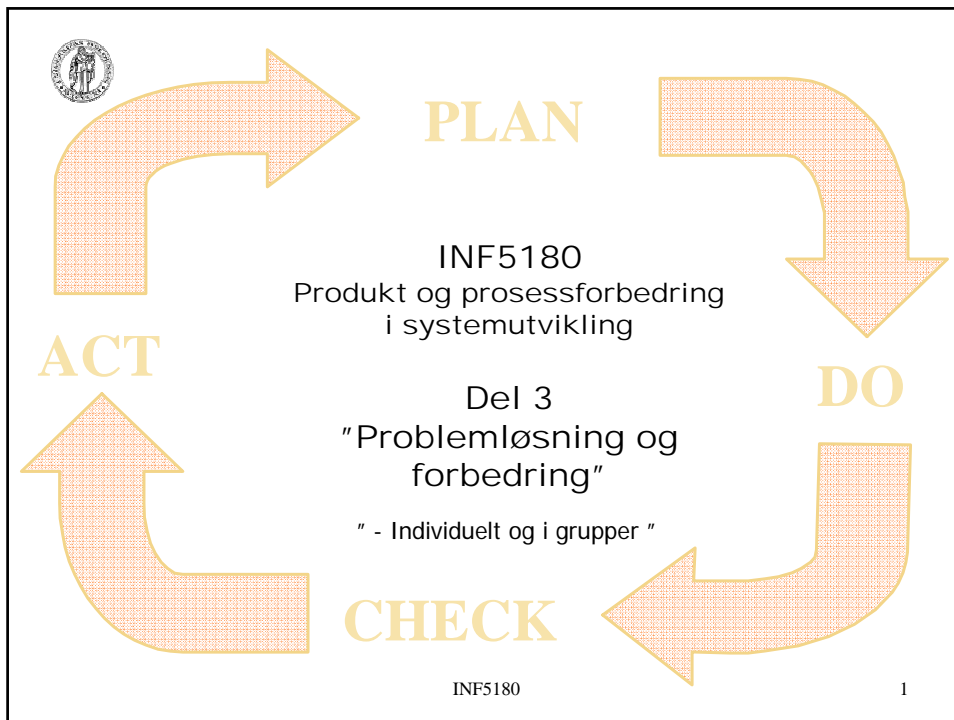 PLAN
INF5180
Produkt og prosessforbedring
i systemutvikling
ACT
DO
Del 3
"Problemløsning og
forbedring"
" - Individuelt og i grupper "
CHECK
INF5180
1